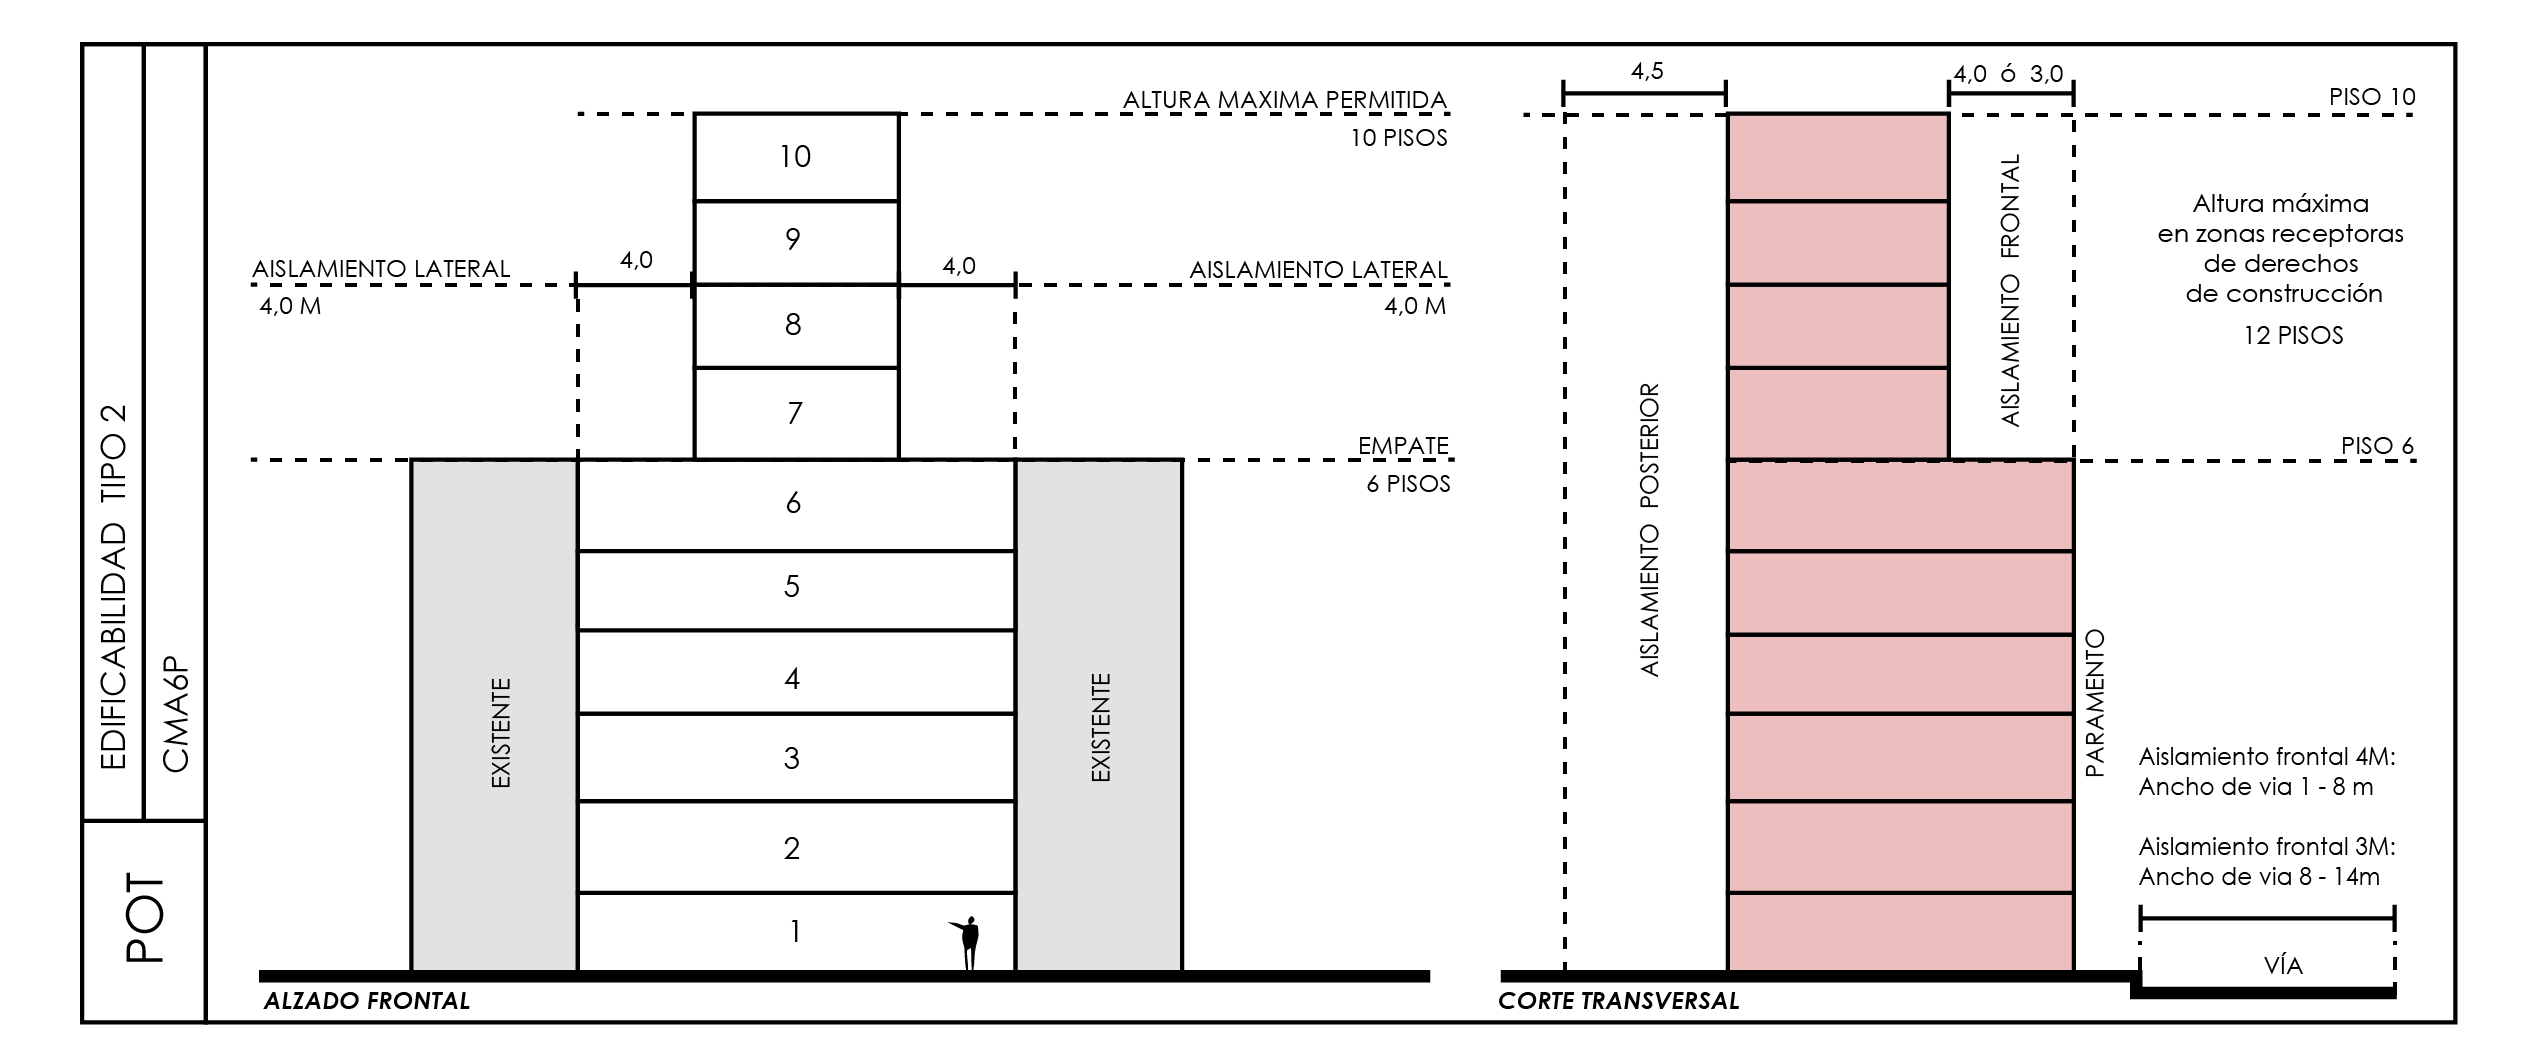 EDIFICABILIDAD TIPO 2
CMA6P
POT
ALTURA MAXIMA PERMITIDA
10 PISOS
AISLAMIENTO LATERAL
4,0 M
4,0
4,0
AISLAMIENTO LATERAL
4,0 M
EMPATE
6 PISOS
10
9
8
7
6
5
4
3
2
1
EXISTENTE
EXISTENTE
ALZADO FRONTAL
4,5
4,0 ó 3,0
PISO 10
AISLAMIENTO FRONTAL
Altura máxima
en zonas receptoras
de derechos
de construcción
12 PISOS
AISLAMIENTO POSTERIOR
PISO 6
PARAMENTO
Aislamiento frontal 4M:
Ancho de via 1 - 8 m
Aislamiento frontal 3M:
Ancho de via 8 - 14m
VÍA
CORTE TRANSVERSAL